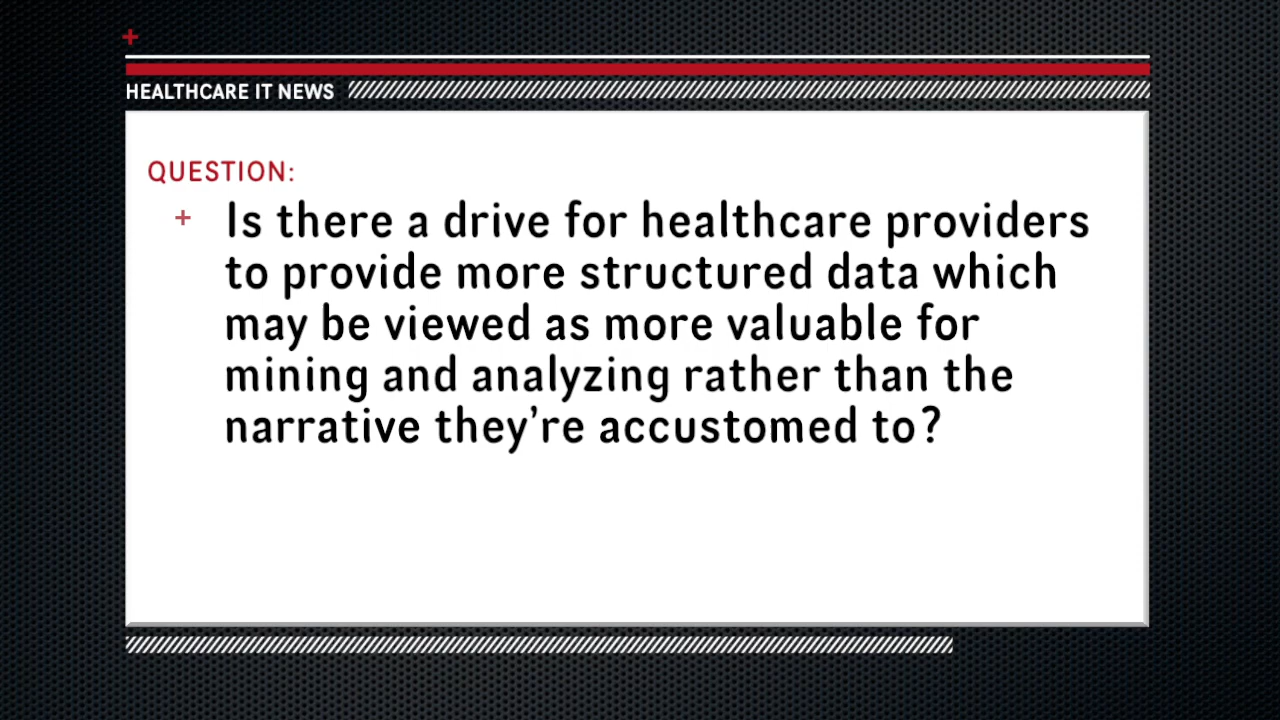 HEALTHCARE IT NEWS
QUESTION:
+ Is there a drive for healthcare providers
to provide more structured data which
may be viewed as more valuable for
mining and analyzing rather than the
narrative they’re accustomed to?